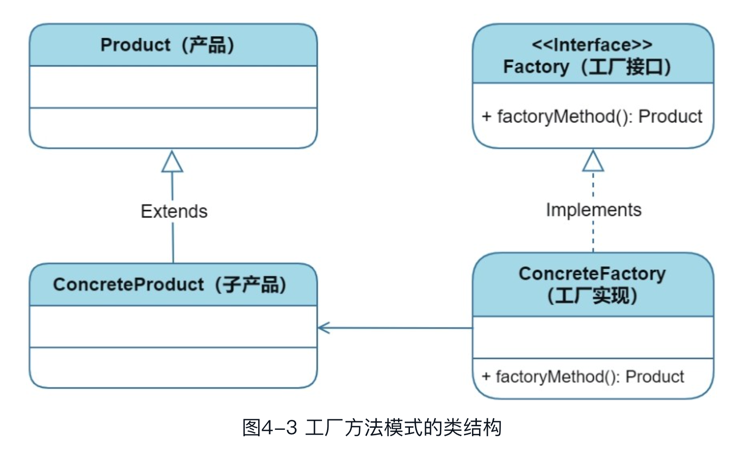 Product（产品）
<<Interface>>
Factory（工厂接口）
+ factoryMethod(): Product
Extends
Implements
ConcreteProduct（子产品）
ConcreteFactory
（工厂实现）
+ factoryMethod(): Product
图4-3 工厂方法模式的类结构